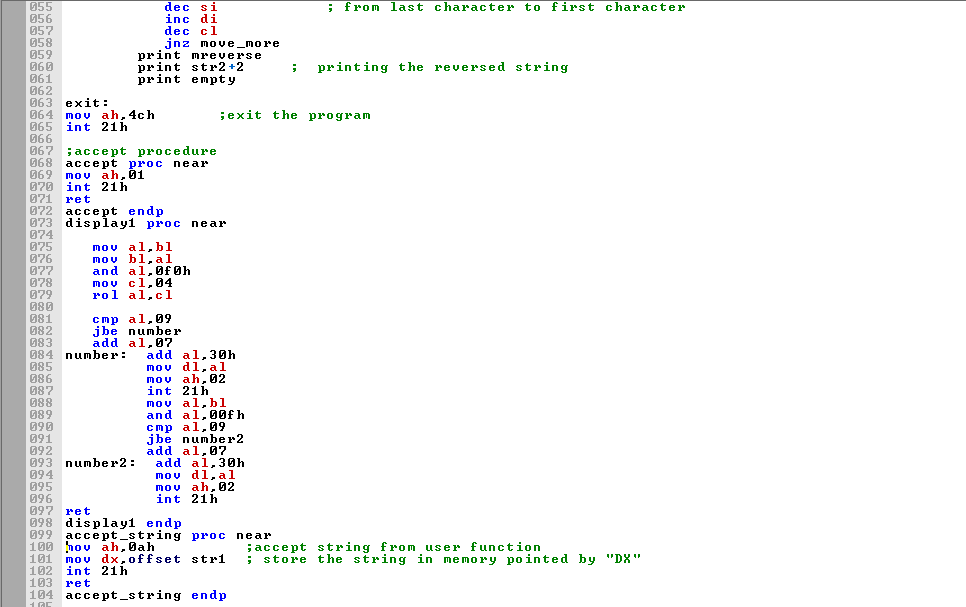 055 dec si ; from last character to first character
056 inc di
057 dec cl
058 jnz move_more
059 print mreverse
060 print str2+2 ; printing the reversed string
061 print empty
062
063 exit:
064 mov ah,4ch ;exit the program
065 int 21h
066
067 ;accept procedure
068 accept proc near
069 mov ah,01
070 int 21h
071 ret
072 accept endp
073 display1 proc near
074
075 mov al,bl
076 mov bl,al
077 and al,0f0h
078 mov cl,04
079 rol al,cl
080
081 cmp al,09
082 jbe number
083 add al,07
084 number: add al,30h
085 mov dl,al
086 mov ah,02
087 int 21h
088 mov al,bl
089 and al,00fh
090 cmp al,09
091 jbe number2
092 add al,07
093 number2: add al,30h
094 mov dl,al
095 mov ah,02
096 int 21h
097 ret
098 display1 endp
099 accept_string proc near
100 mov ah,0ah ;accept string from user function
101 mov dx,offset str1 ; store the string in memory pointed by "DX"
102 int 21h
103 ret
104 accept_string endp